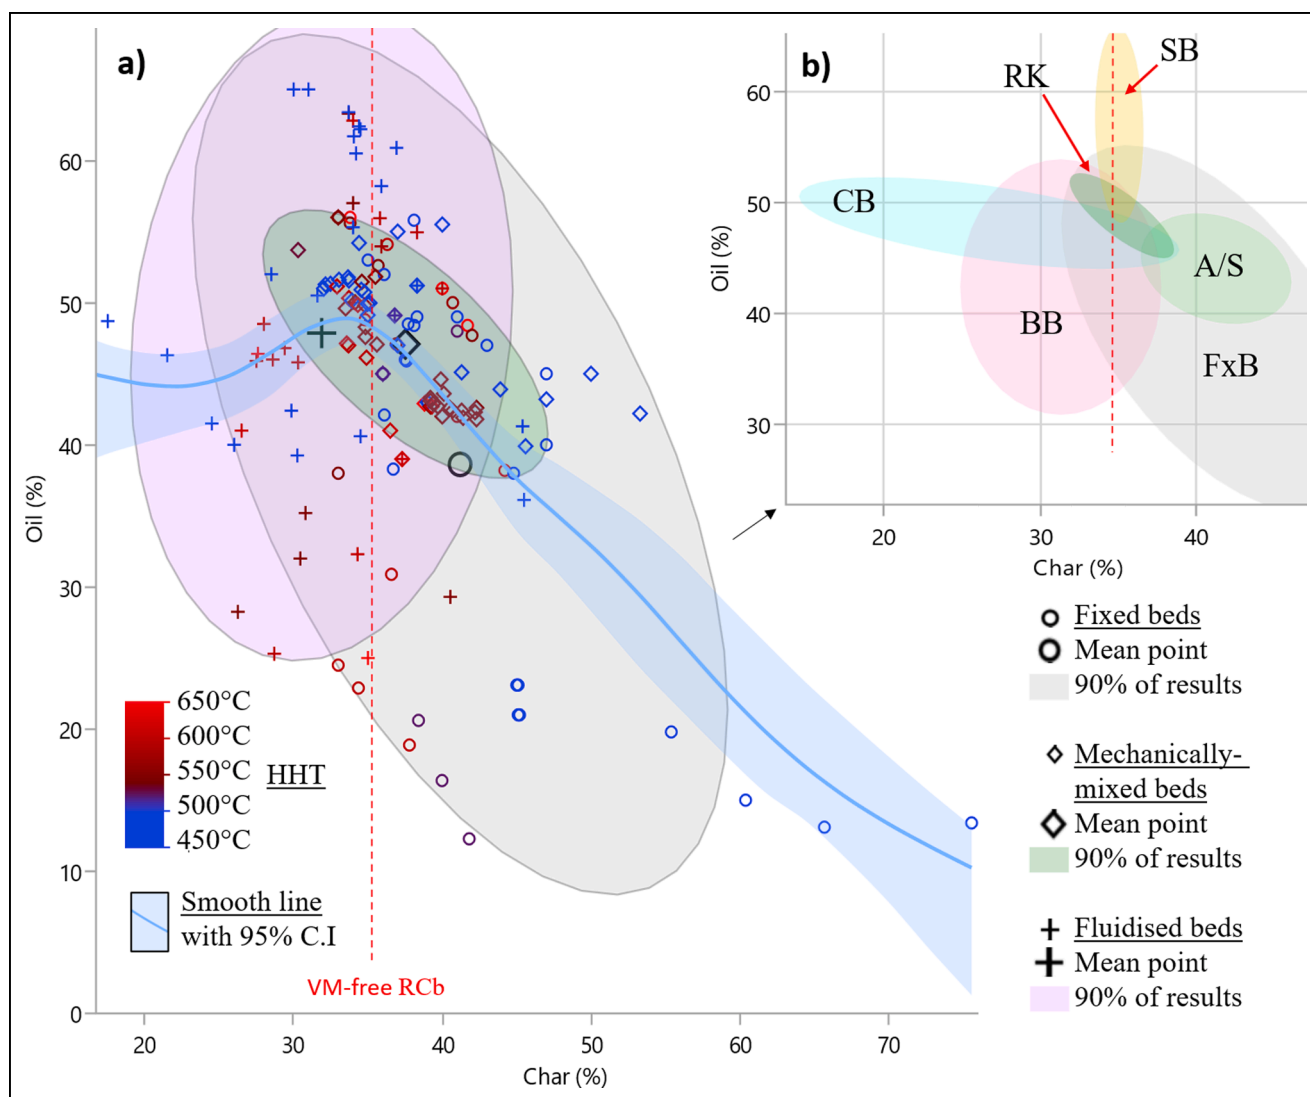 a)
60
50
40
30
20
10
0
Oil (%)
20
30
40
50
60
70
Char (%)
650°C
600°C
550°C
500°C
450°C
HHT
Smooth line
with 95% C.I
VM-free RCb
b)
60
50
40
30
Oil (%)
20
30
40
Char (%)
RK
SB
CB
A/S
BB
FxB
Fixed beds
Mean point
90% of results
Mechanically-
mixed beds
Mean point
90% of results
Fluidised beds
Mean point
90% of results